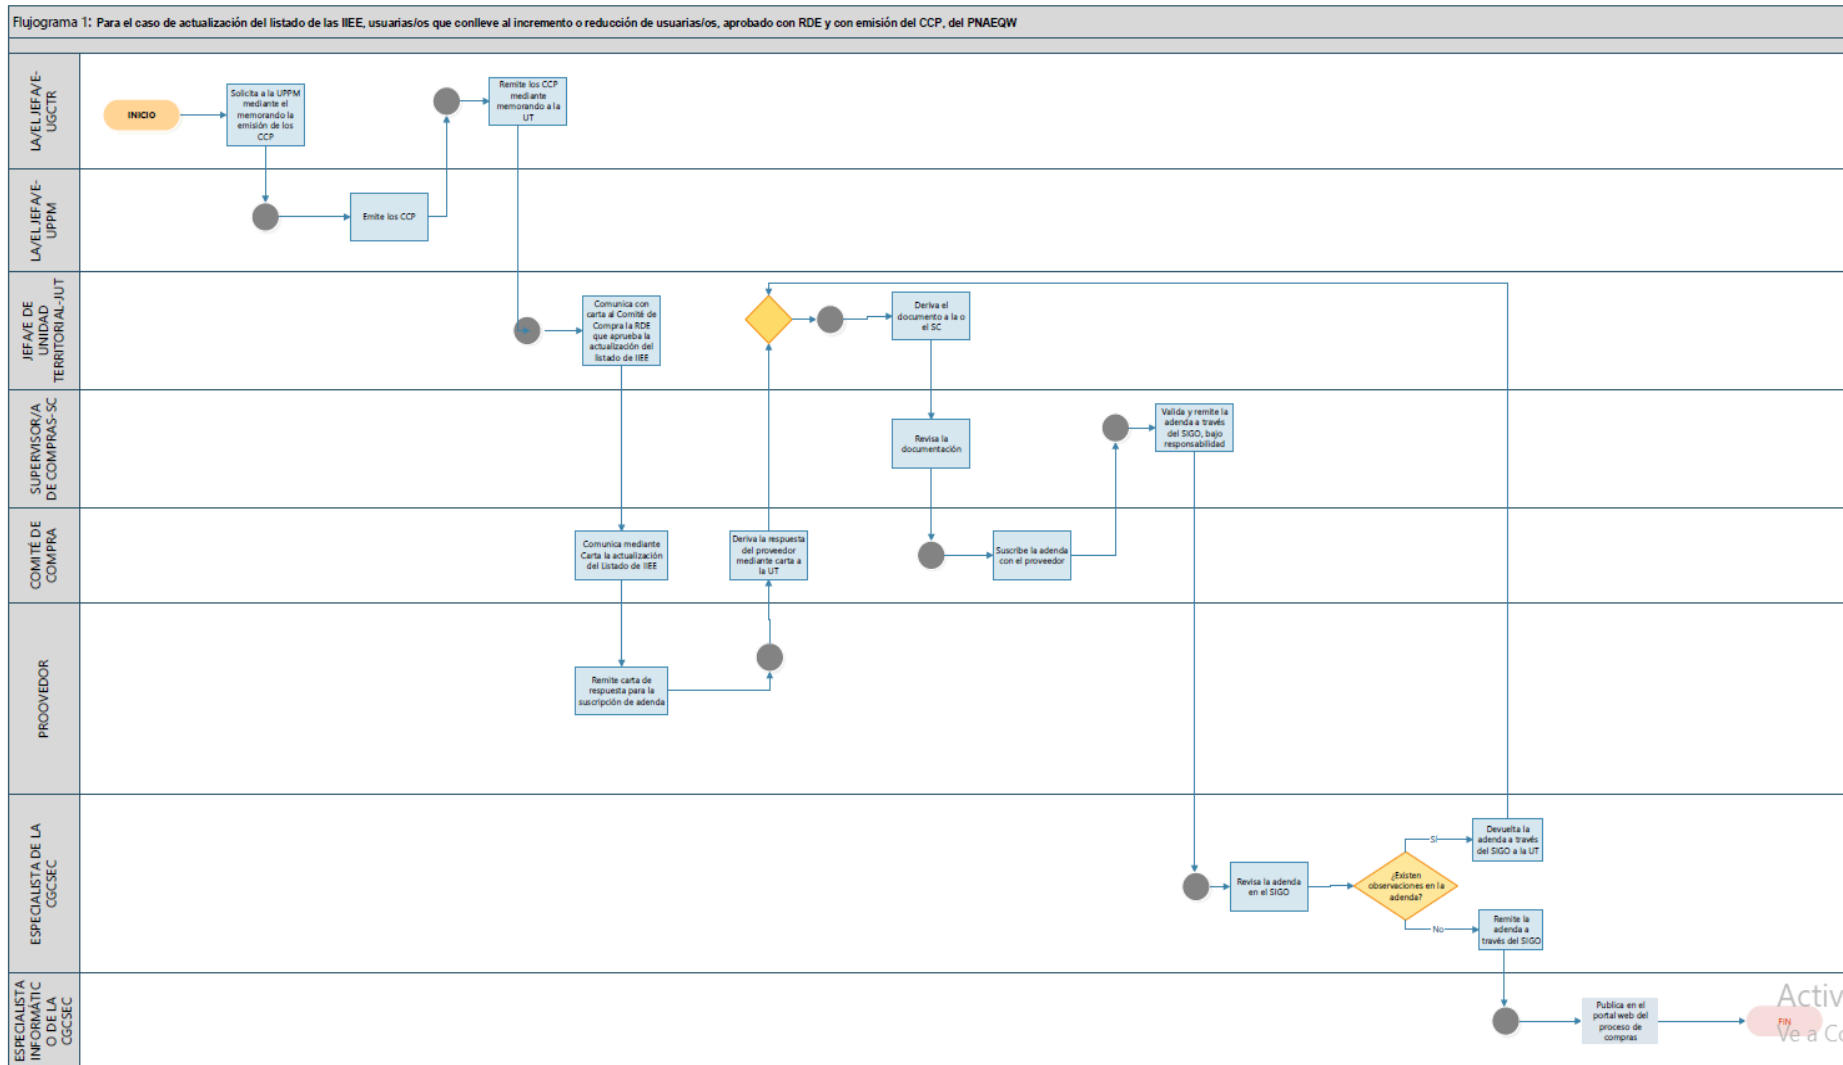 Flujograma 1: Para el caso de actualización del listado de las IIEE, usuarias/os que conlleve al incremento o reducción de usuarias/os, aprobado con RDE y con emisión del CCP, del PNAEQW
LA/EL JEFA/E-
UGCTR
INICIO
Solicita a la UPPM
mediante el
memorando la
emisión de los
CCP
Remite los CCP
mediante
memorando a la
UT
LA/EL JEFA/E-
UPPM
Emite los CCP
JEFA/E DE
UNIDAD
TERRITORIAL-JUT
Comunica con
carta al Comité de
Compra la RDE
que aprueba la
actualización del
listado de IIEE
Deriva el
documento a la o
el SC
SUPERVISOR/A
DE COMPRAS-SC
Revisa la
documentación
Valida y remite la
adenda a través
del SIGO, bajo
responsabilidad
COMITÉ DE
COMPRA
Comunica mediante
Carta la actualización
del Listado de IIEE
Deriva la respuesta
del proveedor
mediante carta a
la UT
Suscribe la adenda
con el proveedor
PROOVEDOR
Remite carta de
respuesta para la
suscripción de adenda
ESPECIALISTA DE LA
CGCSEC
Revisa la adenda
en el SIGO
¿Existen
observaciones en la
adenda?
Sí
Devuelta la
adenda a través
del SIGO a la UT
No
Remite la
adenda a
través del SIGO
ESPECIALISTA
INFORMÁTIC
O DE LA
CGCSEC
Publica en el
portal web del
proceso de
compras
FIN
Activ
Ve a Co